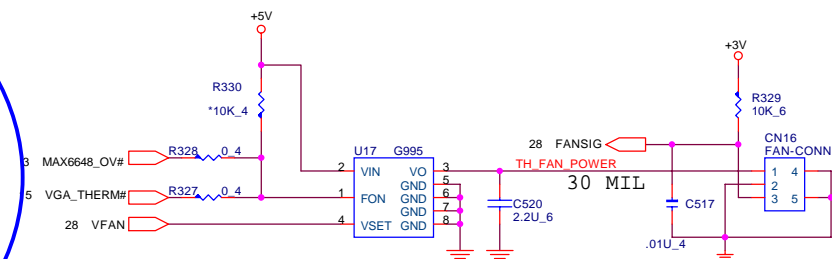 +5V
+3V
R330
*10K_4
R329
10K_6
28 FANSIG
CN16
FAN-CONN
3 MAX6648_OV# R328 0_4
U17 G995
2 VIN VO 3
TH_FAN_POWER
30 MIL
1 4
2
3 5
GND 5
5 VGA_THERM# R327 0_4
1 FON GND 6
GND 7
28 VFAN
4 VSET GND 8
C520
2.2U_6
C517
.01U_4